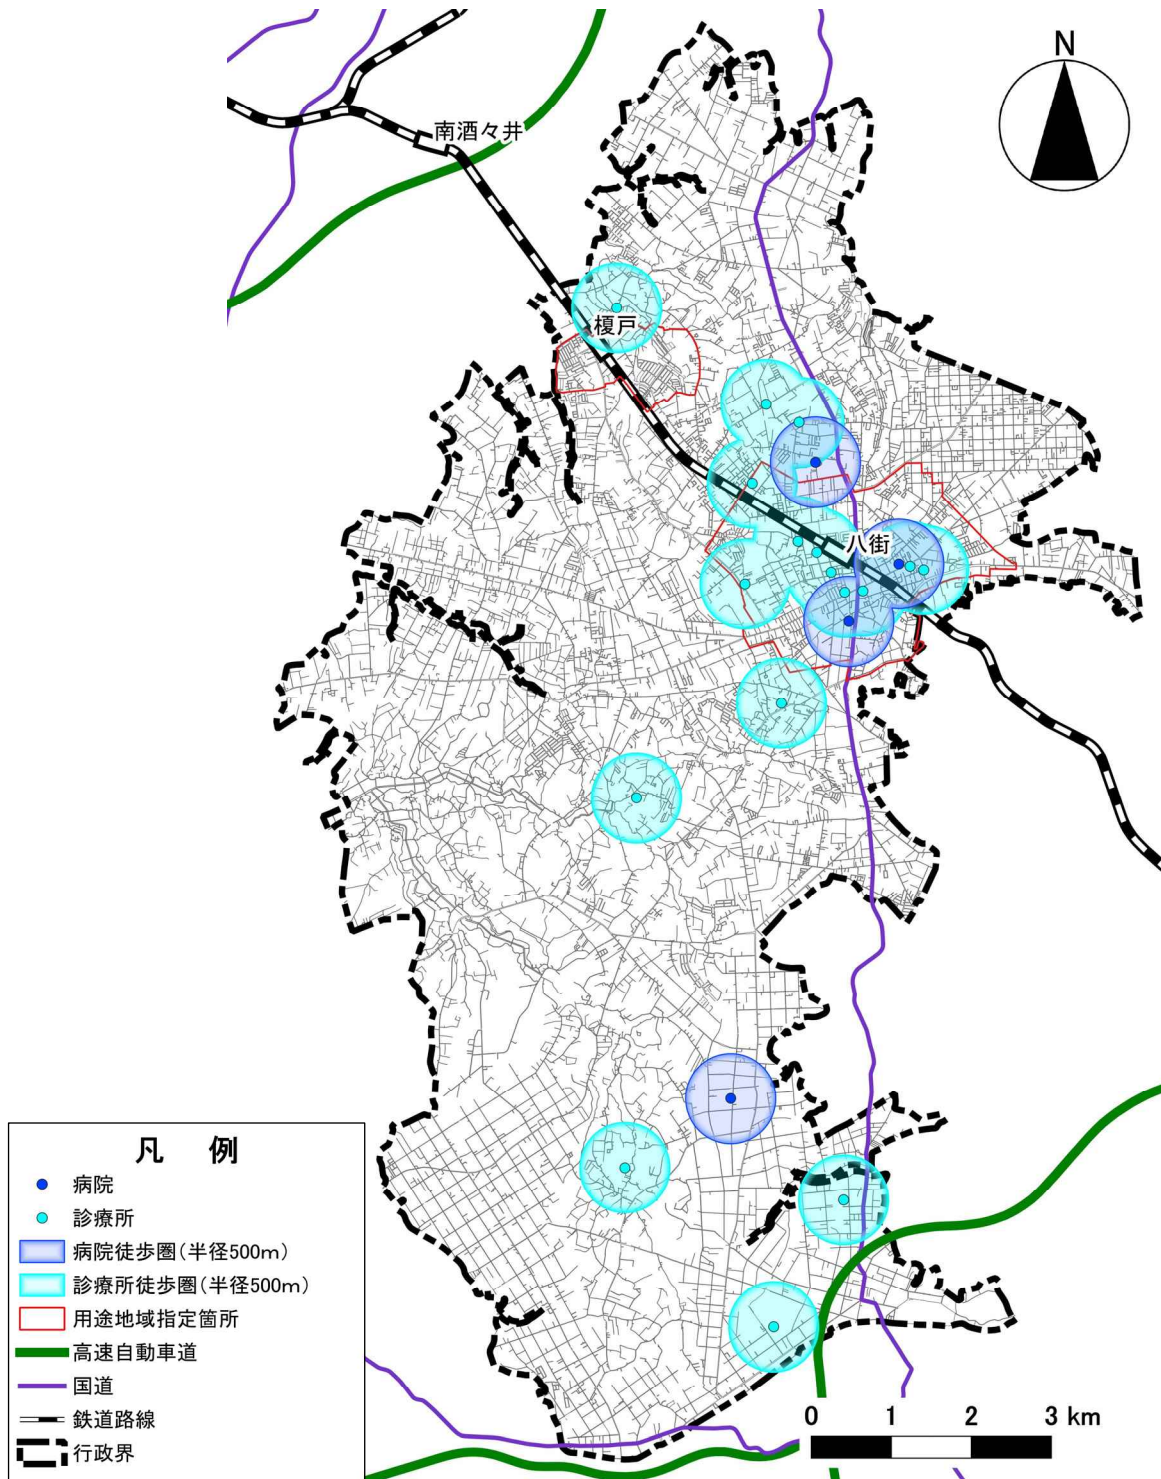 N
南酒々井
榎戸
八街
凡 例
病院
診療所
病院徒歩圏(半径500m)
診療所徒歩圏(半径500m)
用途地域指定箇所
高速自動車道
国道
鉄道路線
行政界
0 1 2 3 km